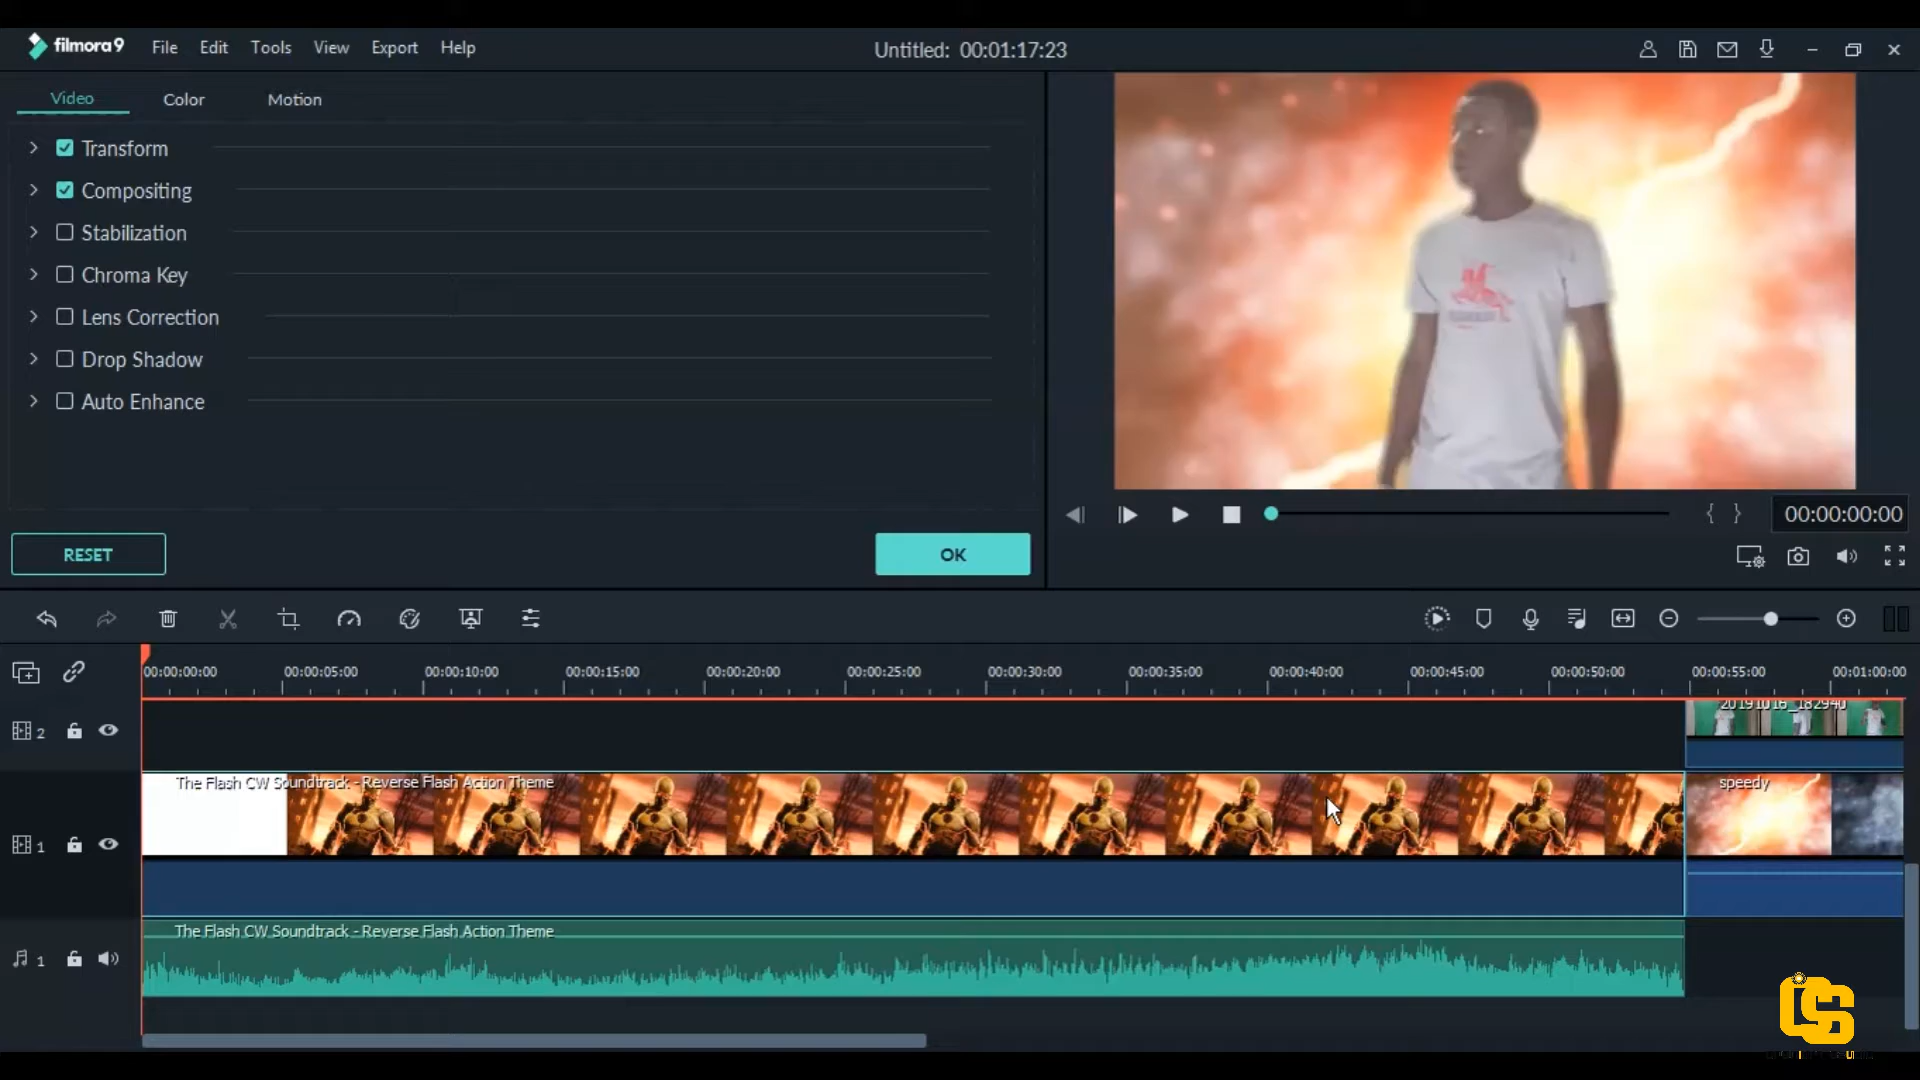 filmora9 File Edit Tools View Export Help Untitled: 00:01:17:23
Video Color Motion
Transform
Compositing
Stabilization
Chroma Key
Lens Correction
Drop Shadow
Auto Enhance
RESET OK
00:00:00:00
00:00:00:00 00:00:05:00 00:00:10:00 00:00:15:00 00:00:20:00 00:00:25:00 00:00:30:00 00:00:35:00 00:00:40:00 00:00:45:00 00:00:50:00 00:00:55:00 00:01:00:00
2 20191016_182940
The Flash CW Soundtrack - Reverse Flash Action Theme speedy
1
The Flash CW Soundtrack - Reverse Flash Action Theme
1